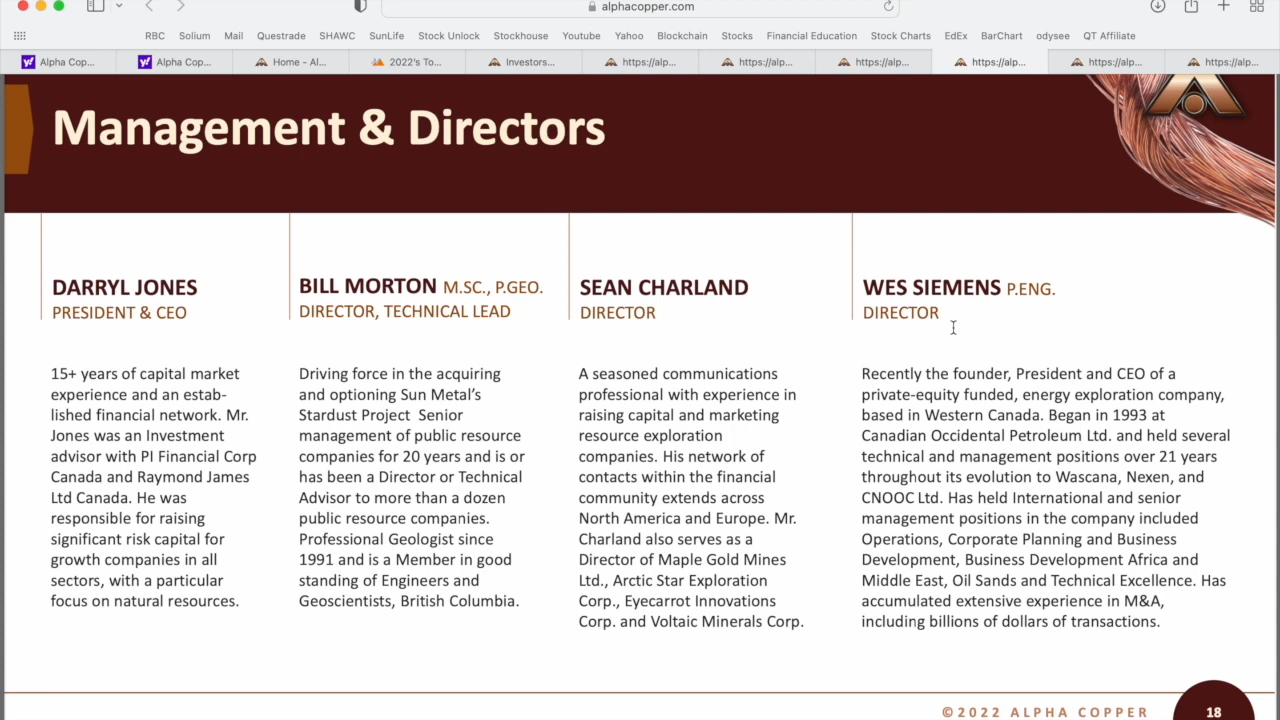 alphacopper.com
RBC Solium Mail Questrade SHAWC SunLife Stock Unlock Stockhouse Youtube Yahoo Blockchain Stocks Financial Education Stock Charts EdEx BarChart odysee QT Affiliate
Alpha Cop... Alpha Cop... Home - Al... 2022's To... Investors... https://alp... https://alp... https://alp... https://alp... https://alp... https://alp...
Management & Directors
DARRYL JONES
PRESIDENT & CEO
15+ years of capital market
experience and an estab-
lished financial network. Mr.
Jones was an Investment
advisor with PI Financial Corp
Canada and Raymond James
Ltd Canada. He was
responsible for raising
significant risk capital for
growth companies in all
sectors, with a particular
focus on natural resources.
BILL MORTON M.SC., P.GEO.
DIRECTOR, TECHNICAL LEAD
Driving force in the acquiring
and optioning Sun Metal's
Stardust Project Senior
management of public resource
companies for 20 years and is or
has been a Director or Technical
Advisor to more than a dozen
public resource companies.
Professional Geologist since
1991 and is a Member in good
standing of Engineers and
Geoscientists, British Columbia.
SEAN CHARLAND
DIRECTOR
A seasoned communications
professional with experience in
raising capital and marketing
resource exploration
companies. His network of
contacts within the financial
community extends across
North America and Europe. Mr.
Charland also serves as a
Director of Maple Gold Mines
Ltd., Arctic Star Exploration
Corp., Eyecarrot Innovations
Corp. and Voltaic Minerals Corp.
WES SIEMENS P.ENG.
DIRECTOR
Recently the founder, President and CEO of a
private-equity funded, energy exploration company,
based in Western Canada. Began in 1993 at
Canadian Occidental Petroleum Ltd. and held several
technical and management positions over 21 years
throughout its evolution to Wascana, Nexen, and
CNOOC Ltd. Has held International and senior
management positions in the company included
Operations, Corporate Planning and Business
Development, Business Development Africa and
Middle East, Oil Sands and Technical Excellence. Has
accumulated extensive experience in M&A,
including billions of dollars of transactions.
©2022 ALPHA COPPER 18